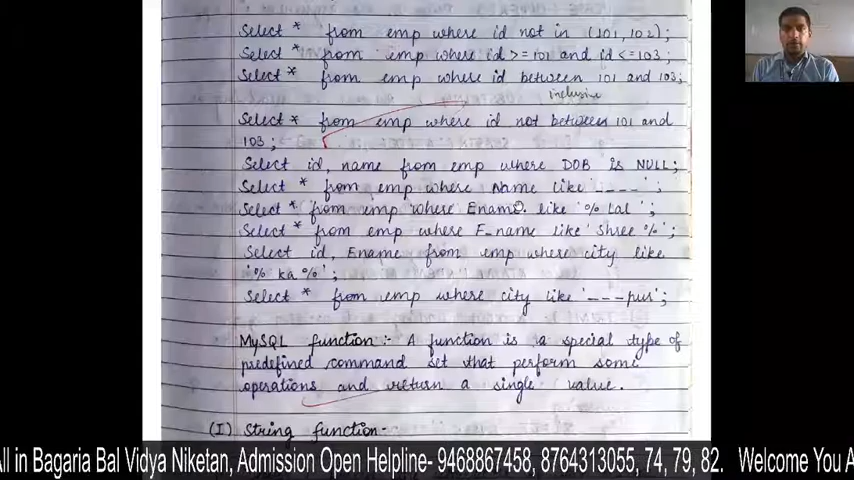 Select * from emp where id not in (101, 102);
Select * from emp where id >= 101 and id <= 103;
Select * from emp where id between 101 and 103;
inclusive
Select * from emp where id not between 101 and
103;
Select id, name from emp where DOB is NULL;
Select * from emp where Name like '____';
Select * from emp where Ename. like '% Lal';
Select * from emp where E-name like 'Shree %';
Select id, Ename from emp where city like
'% ka %';
Select * from emp where city like '___pur';
MySQL function :- A function is a special type of
predefined command set that perform some
operations and return a single value.
(I) String function-
All in Bagaria Bal Vidya Niketan, Admission Open Helpline- 9468867458, 8764313055, 74, 79, 82. Welcome You A